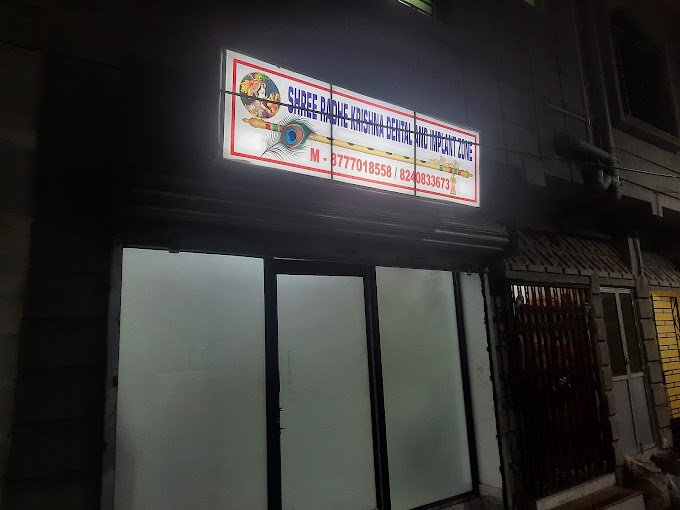 SHREE RADHE KRISHNA DENTAL AND IMPLANT ZONE
M - 8777018558 / 8240833673